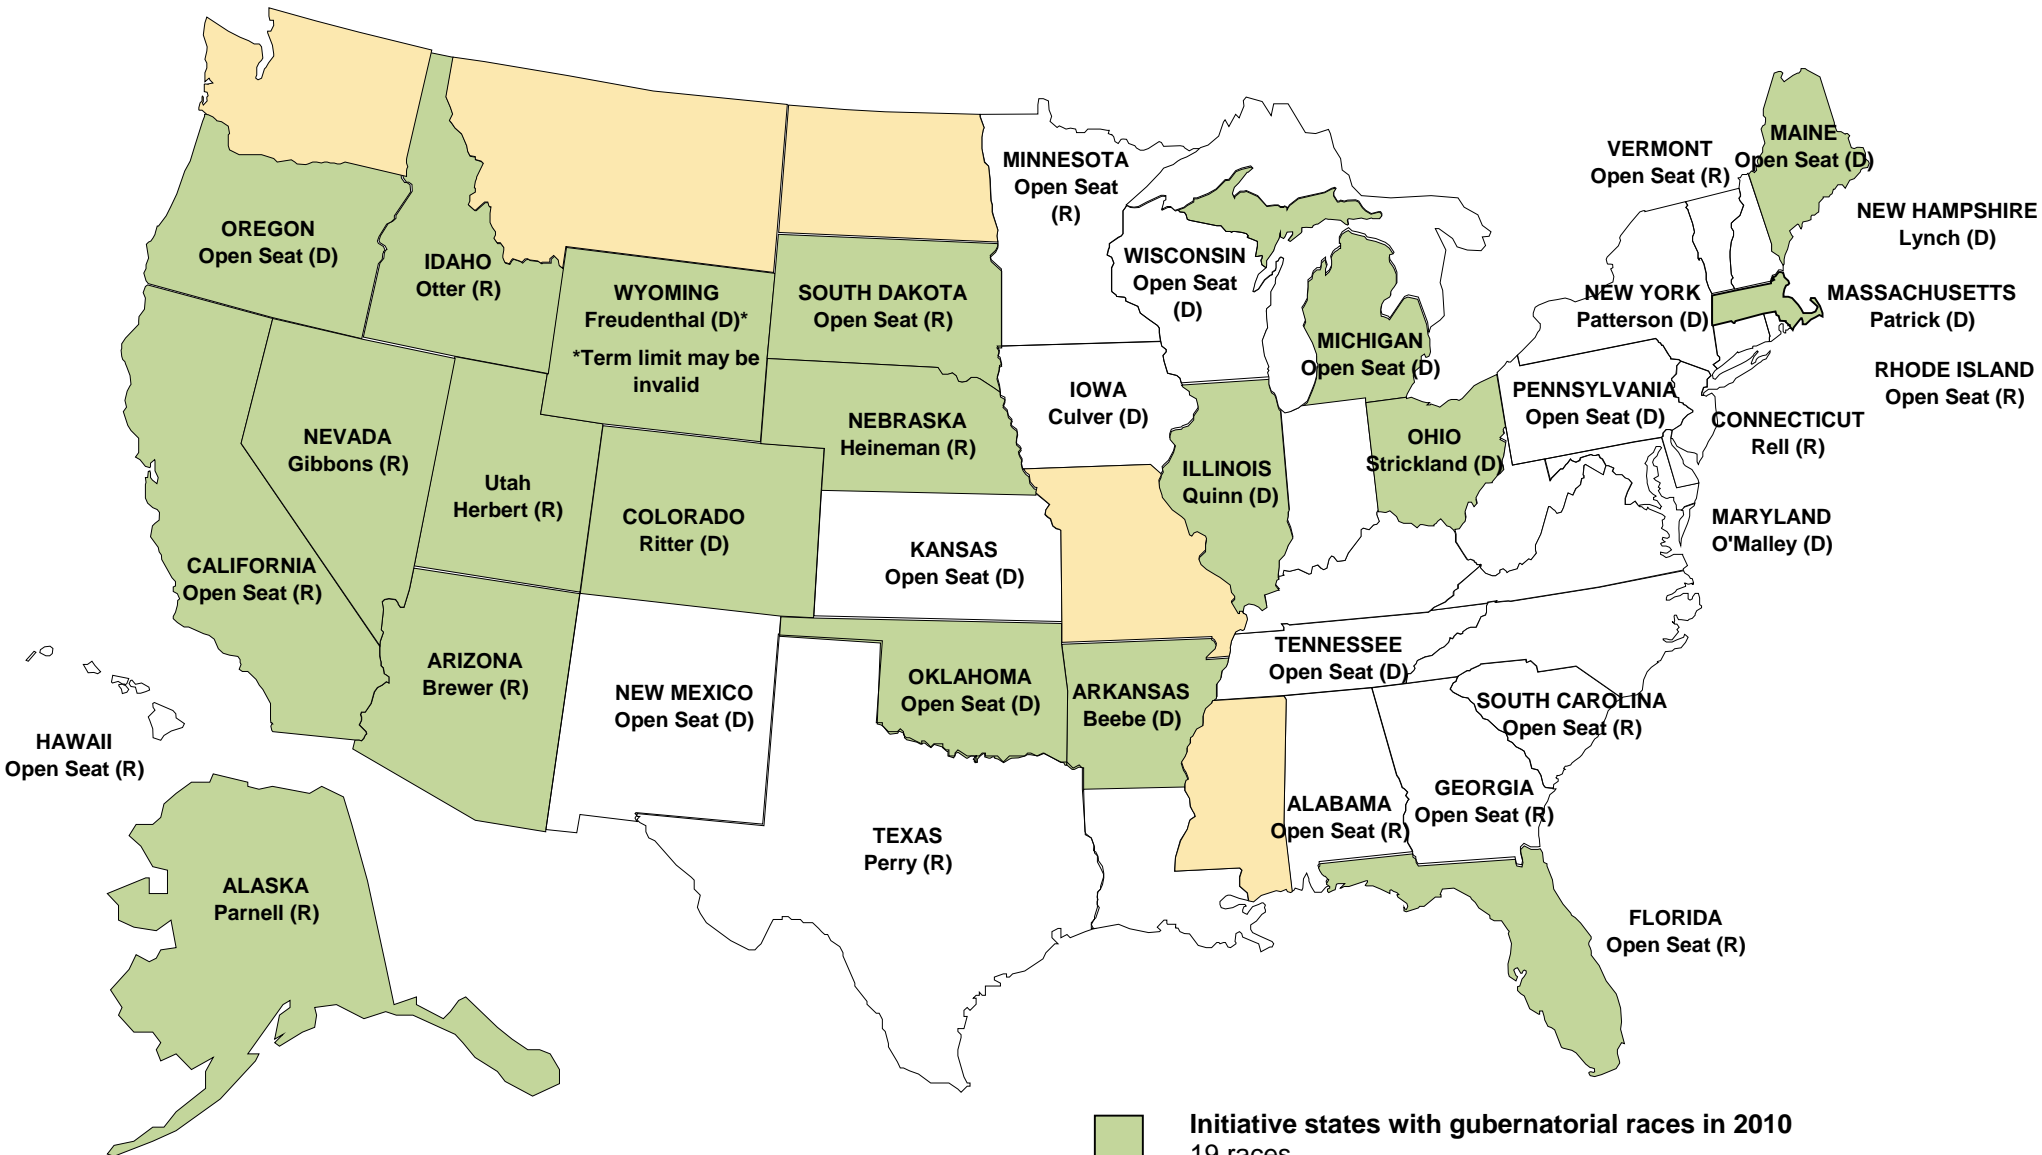 MAINE
Open Seat (D)
VERMONT
Open Seat (R)
MINNESOTA
Open Seat
(R)
NEW HAMPSHIRE
Lynch (D)
OREGON
Open Seat (D)
IDAHO
Otter (R)
WISCONSIN
Open Seat
(D)
WYOMING
Freudenthal (D)*
*Term limit may be
invalid
SOUTH DAKOTA
Open Seat (R)
NEW YORK
Patterson (D)
MASSACHUSETTS
Patrick (D)
MICHIGAN
Open Seat (D)
RHODE ISLAND
Open Seat (R)
IOWA
Culver (D)
PENNSYLVANIA
Open Seat (D)
NEBRASKA
Heineman (R)
CONNECTICUT
Rell (R)
NEVADA
Gibbons (R)
OHIO
Strickland (D)
ILLINOIS
Quinn (D)
Utah
Herbert (R)
COLORADO
Ritter (D)
MARYLAND
O'Malley (D)
KANSAS
Open Seat (D)
CALIFORNIA
Open Seat (R)
TENNESSEE
Open Seat (D)
ARIZONA
Brewer (R)
OKLAHOMA
Open Seat (D)
NEW MEXICO
Open Seat (D)
ARKANSAS
Beebe (D)
SOUTH CAROLINA
Open Seat (R)
HAWAII
Open Seat (R)
GEORGIA
Open Seat (R)
ALABAMA
Open Seat (R)
TEXAS
Perry (R)
ALASKA
Parnell (R)
FLORIDA
Open Seat (R)
Initiative states with gubernatorial races in 2010
19 races